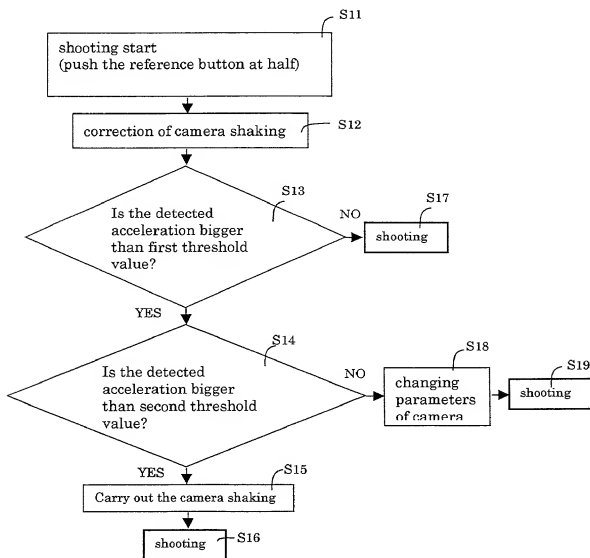 S11
shooting start
(push the reference button at half)
correction of camera shaking
S12
S13
Is the detected
acceleration bigger
than first threshold
value?
NO
S17
shooting
YES
S14
Is the detected
acceleration bigger
than second threshold
value?
NO
S18
changing
parameters
of camera
S19
shooting
YES
S15
Carry out the camera shaking
shooting
S16